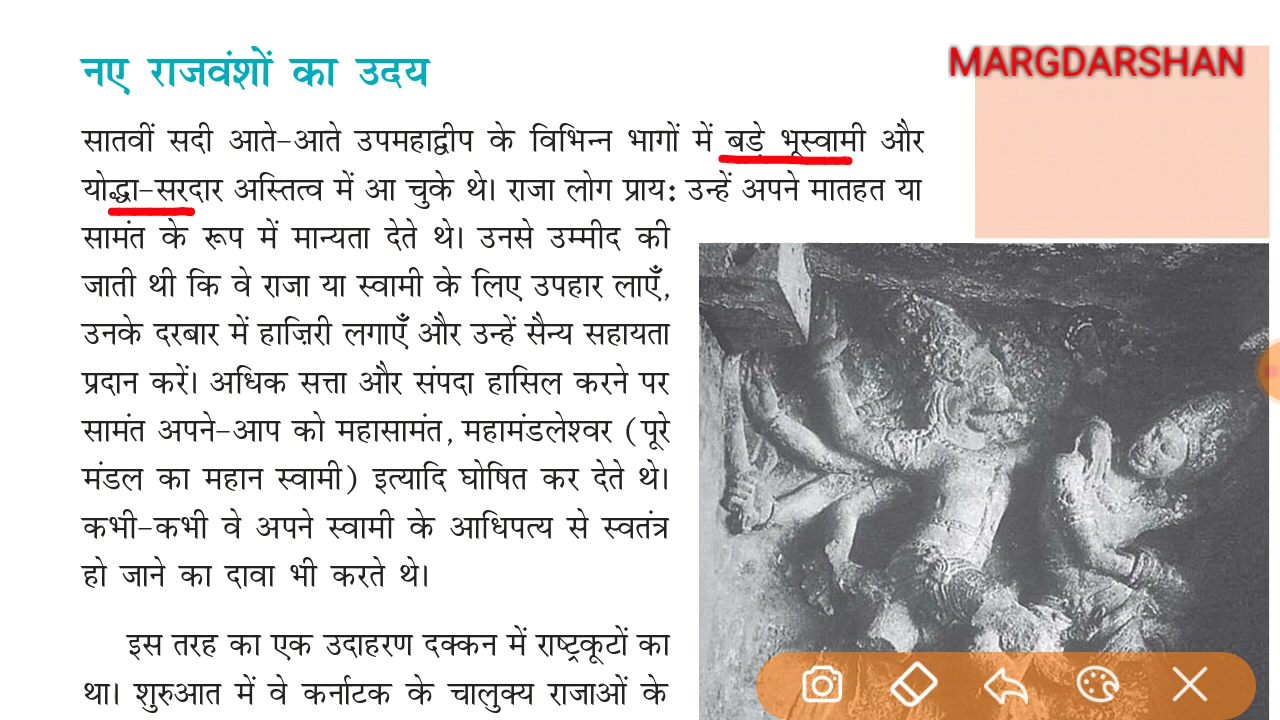 नए राजवंशों का उदय
MARGDARSHAN
सातवीं सदी आते-आते उपमहाद्वीप के विभिन्न भागों में बड़े भूस्वामी और
योद्धा-सरदार अस्तित्व में आ चुके थे। राजा लोग प्राय: उन्हें अपने मातहत या
सामंत के रूप में मान्यता देते थे। उनसे उम्मीद की
जाती थी कि वे राजा या स्वामी के लिए उपहार लाएँ,
उनके दरबार में हाज़िरी लगाएँ और उन्हें सैन्य सहायता
प्रदान करें। अधिक सत्ता और संपदा हासिल करने पर
सामंत अपने-आप को महासामंत, महामंडलेश्वर (पूरे
मंडल का महान स्वामी) इत्यादि घोषित कर देते थे।
कभी-कभी वे अपने स्वामी के आधिपत्य से स्वतंत्र
हो जाने का दावा भी करते थे।
इस तरह का एक उदाहरण दक्कन में राष्ट्रकूटों का
था। शुरुआत में वे कर्नाटक के चालुक्य राजाओं के